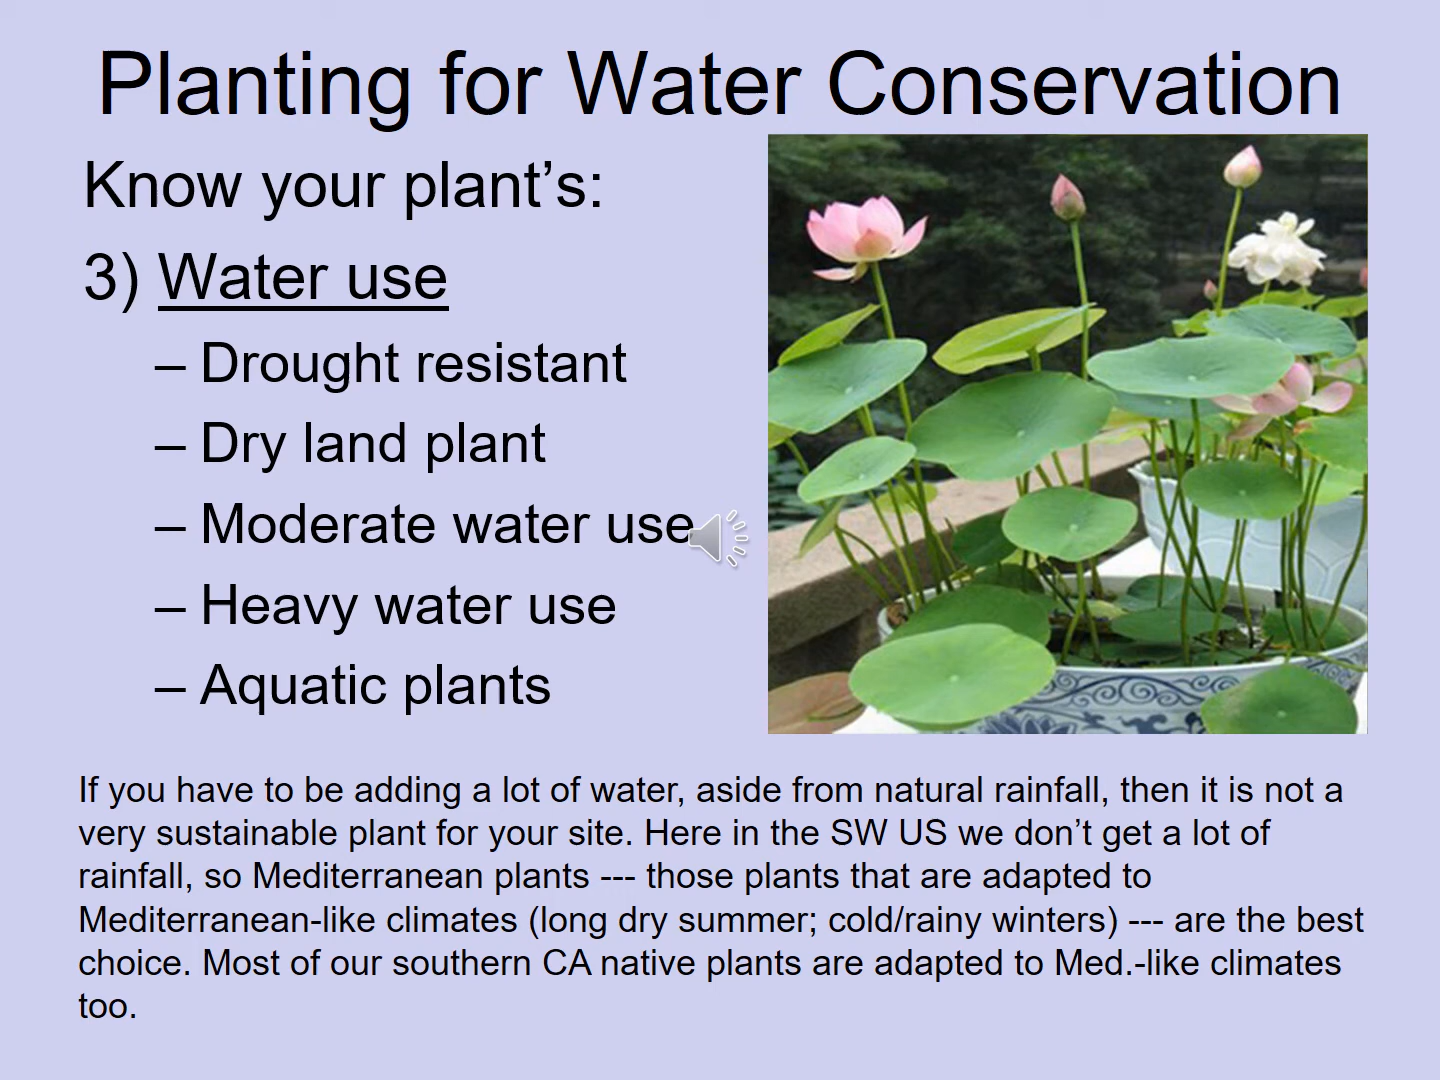 Planting for Water Conservation
Know your plant’s:
3) Water use
– Drought resistant
– Dry land plant
– Moderate water use
– Heavy water use
– Aquatic plants
If you have to be adding a lot of water, aside from natural rainfall, then it is not a
very sustainable plant for your site. Here in the SW US we don’t get a lot of
rainfall, so Mediterranean plants --- those plants that are adapted to
Mediterranean-like climates (long dry summer; cold/rainy winters) --- are the best
choice. Most of our southern CA native plants are adapted to Med.-like climates
too.